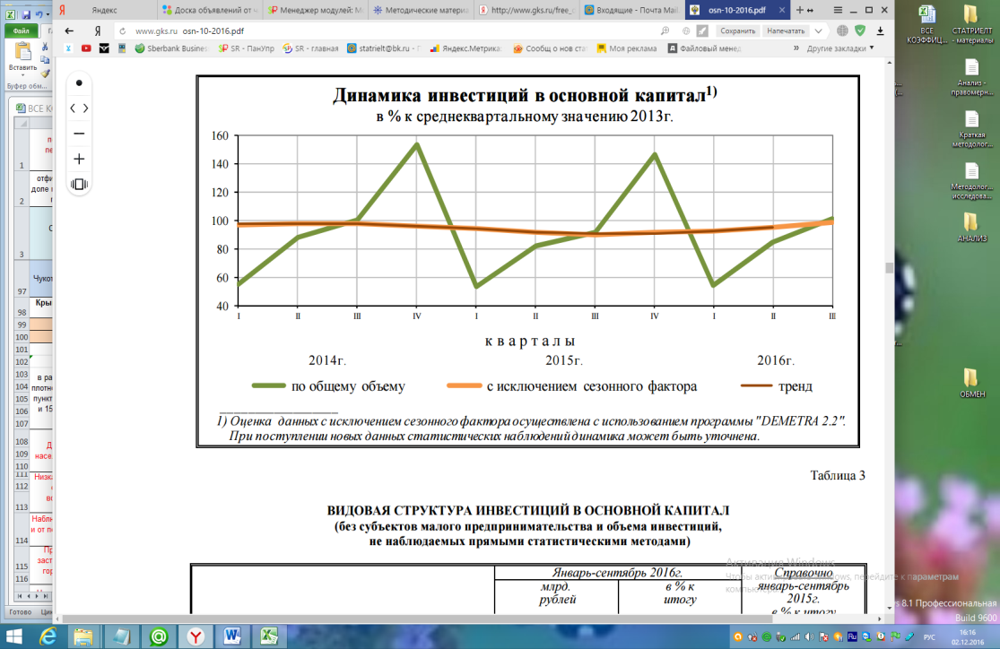 Яндекс
Доска объявлений от ч
Менеджер модулей: М
Методические матери
http://www.gks.ru/free_
Входящие - Почта Mail
osn-10-2016.pdf
www.gks.ru osn-10-2016.pdf
Сохранить
Напечатать
Sberbank Busines
SR - ПанУпр
SR - главная
statrielt@bk.ru - П
Яндекс.Метрика:
Сообщ о нов ста
Моя реклама
Файловый менед
Другие закладки
Файл
Вставить
Буфер обм...
ВСЕ К
1
2
3
97
98
99
100
101
102
103
104
105
106
107
108
109
110
111
112
113
114
115
116
отфи
доле
Чукот
Кры
в ра
плотн
пункт
и 15
насел
Низка
Наблю
и от по
заст
гор
Готово
Динамика инвестиций в основной капитал1)
в % к среднеквартальному значению 2013г.
160
140
120
100
80
60
40
I II III IV I II III IV I II III
кварталы
2014г. 2015г. 2016г.
по общему объему
с исключением сезонного фактора
тренд
1) Оценка данных с исключением сезонного фактора осуществлена с использованием программы "DEMETRA 2.2".
При поступлении новых данных статистических наблюдений динамика может быть уточнена.
Таблица 3
ВИДОВАЯ СТРУКТУРА ИНВЕСТИЦИЙ В ОСНОВНОЙ КАПИТАЛ
(без субъектов малого предпринимательства и объема инвестиций,
не наблюдаемых прямыми статистическими методами)
Январь-сентябрь 2016г.
млрд.
рублей
в % к
итогу
Справочно
январь-сентябрь
2015г.
в % к итогу
Активация Windows
перейдите к параметрам
ВСЕ
КОЭФФИЦ...
СТАТРИЕЛТ
- материалы
Анализ -
правомерн...
Краткая
методолог...
Методолог...
исследова...
АНАЛИЗ
ОБМЕН
8.1 Профессиональная
Build 9600
РУС
16:16
02.12.2016